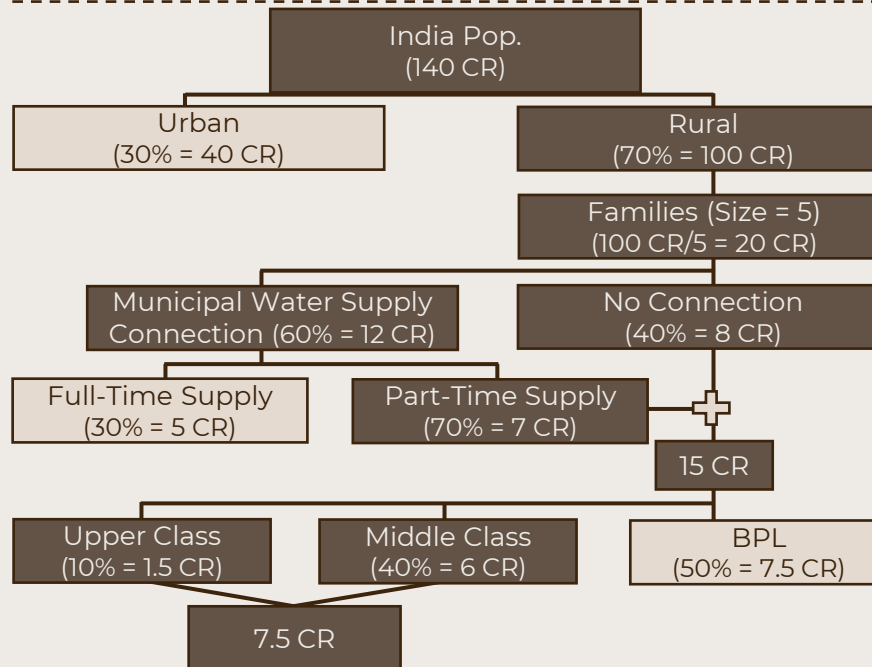 India Pop.
(140 CR)
Urban
(30% = 40 CR)
Rural
(70% = 100 CR)
Families (Size = 5)
(100 CR/5 = 20 CR)
Municipal Water Supply
Connection (60% = 12 CR)
No Connection
(40% = 8 CR)
Full-Time Supply
(30% = 5 CR)
Part-Time Supply
(70% = 7 CR)
15 CR
Upper Class
(10% = 1.5 CR)
Middle Class
(40% = 6 CR)
BPL
(50% = 7.5 CR)
7.5 CR